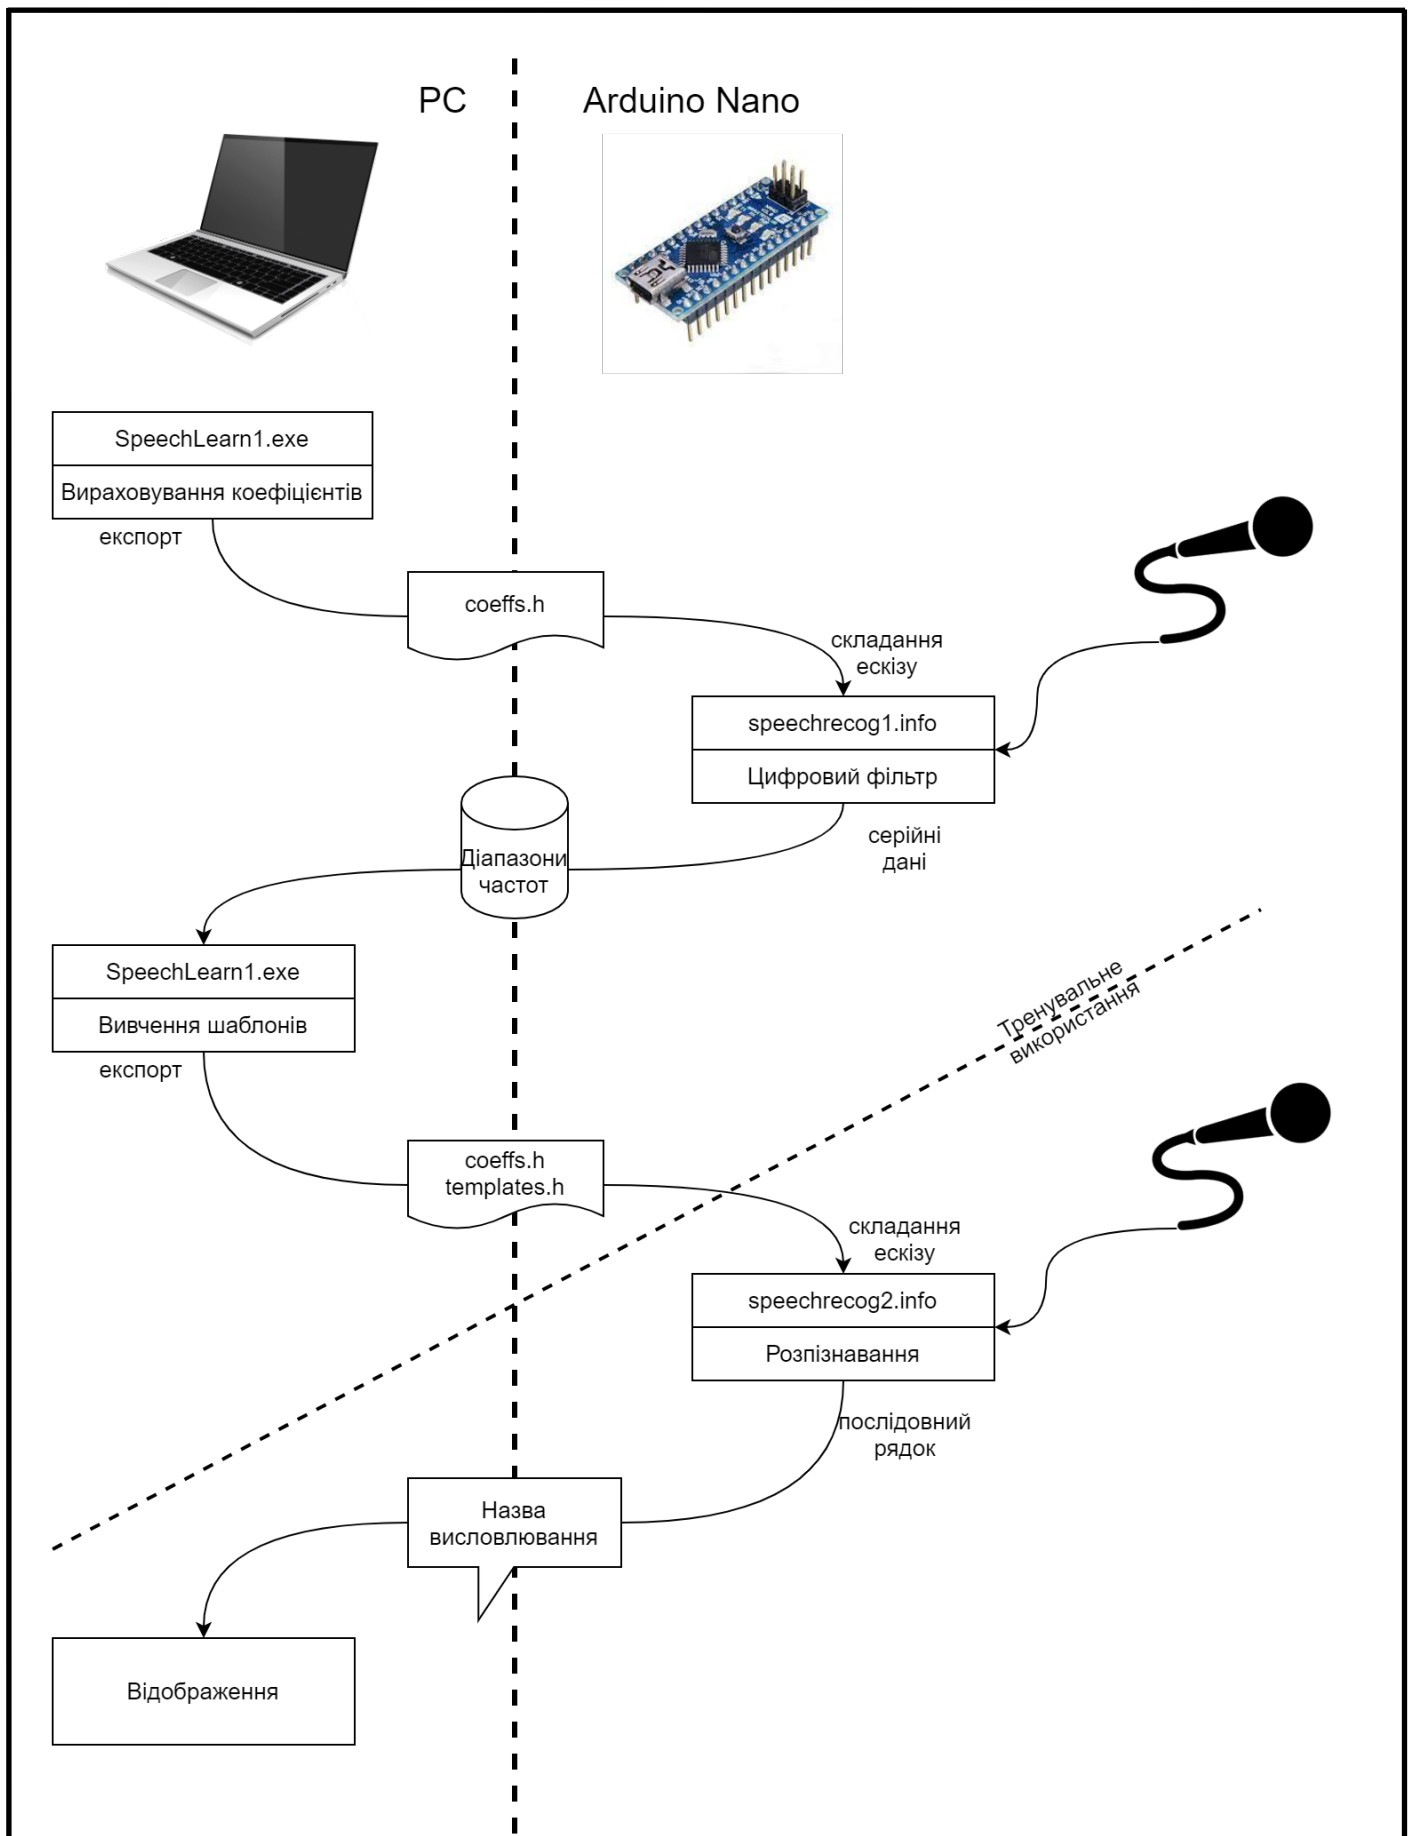 PC
Arduino Nano
SpeechLearn1.exe
Вираховування коефіцієнтів
експорт
coeffs.h
складання
ескізу
speechrecog1.info
Цифровий фільтр
серійні
дані
Діапазони
частот
SpeechLearn1.exe
Вивчення шаблонів
експорт
Тренувальне
використання
coeffs.h
templates.h
складання
ескізу
speechrecog2.info
Розпізнавання
послідовний
рядок
Назва
висловлювання
Відображення